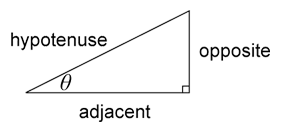 hypotenuse
opposite
θ
adjacent